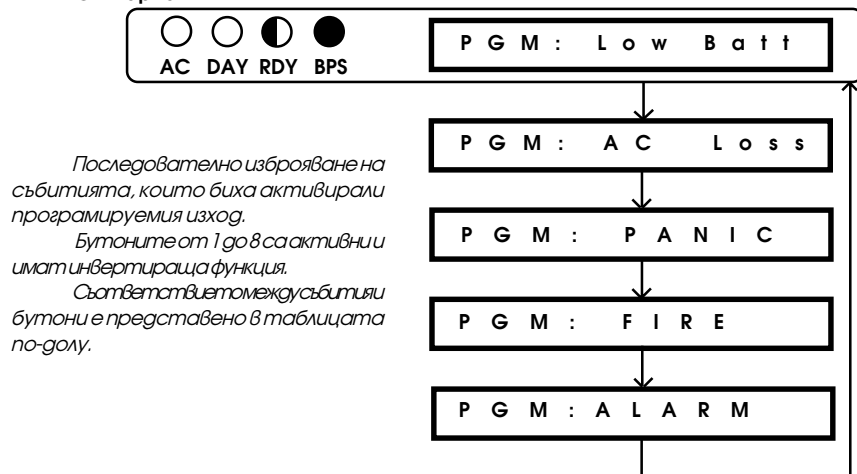 AC DAY RDY BPS
PGM: Low Batt
PGM: AC Loss
PGM: PANIC
PGM: FIRE
PGM:ALARM
Последователно изброяване на
събитията, които биха активирали
програмируемия изход.
Бутоните от 1 до 8 са активни и
имат инвертираща функция.
Съответствието между събития и
бутони е представено в таблицата
по-долу.